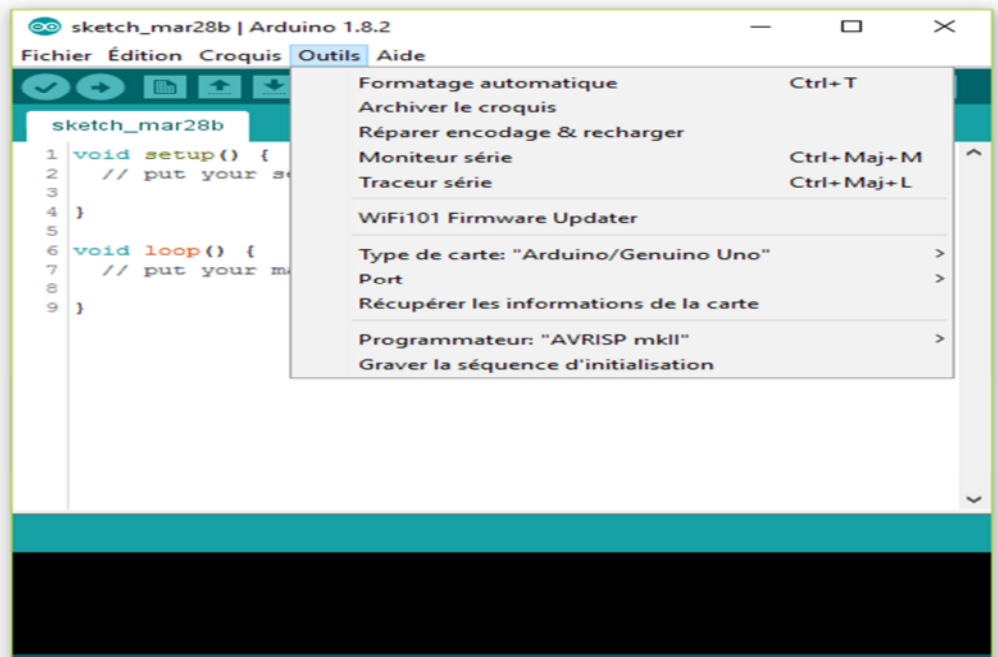 sketch_mar28b | Arduino 1.8.2
Fichier Édition Croquis Outils Aide
Formatage automatique Ctrl+T
Archiver le croquis
Réparer encodage & recharger
Moniteur série Ctrl+Maj+M
Traceur série Ctrl+Maj+L
WiFi101 Firmware Updater
Type de carte: "Arduino/Genuino Uno" >
Port >
Récupérer les informations de la carte
Programmateur: "AVRISP mkII" >
Graver la séquence d'initialisation
sketch_mar28b
1 void setup() {
2 // put your
3
4 }
5
6 void loop() {
7 // put your
8
9 }